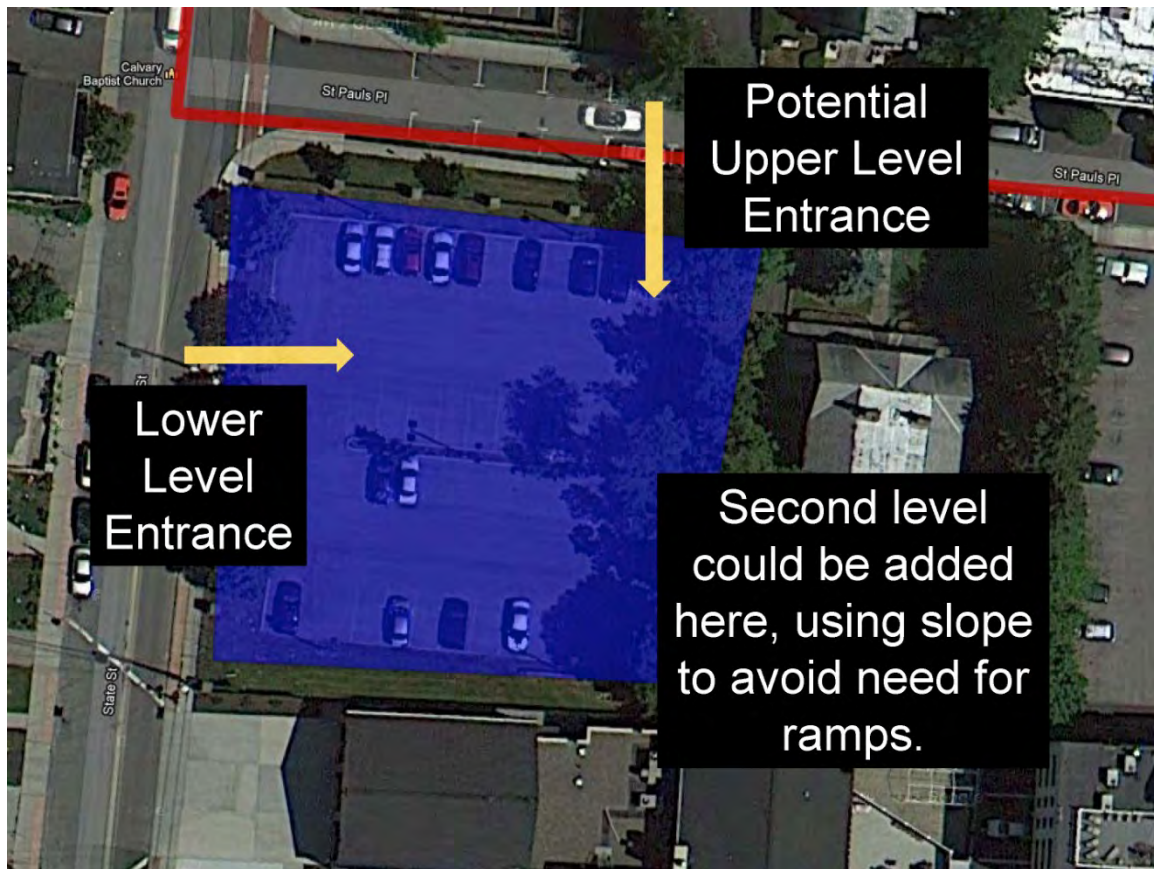 Calvary
Baptist Church
St Pauls Pl
Potential
Upper Level
Entrance
St Pauls Pl
Lower
Level
Entrance
Second level
could be added
here, using slope
to avoid need for
ramps.
State St